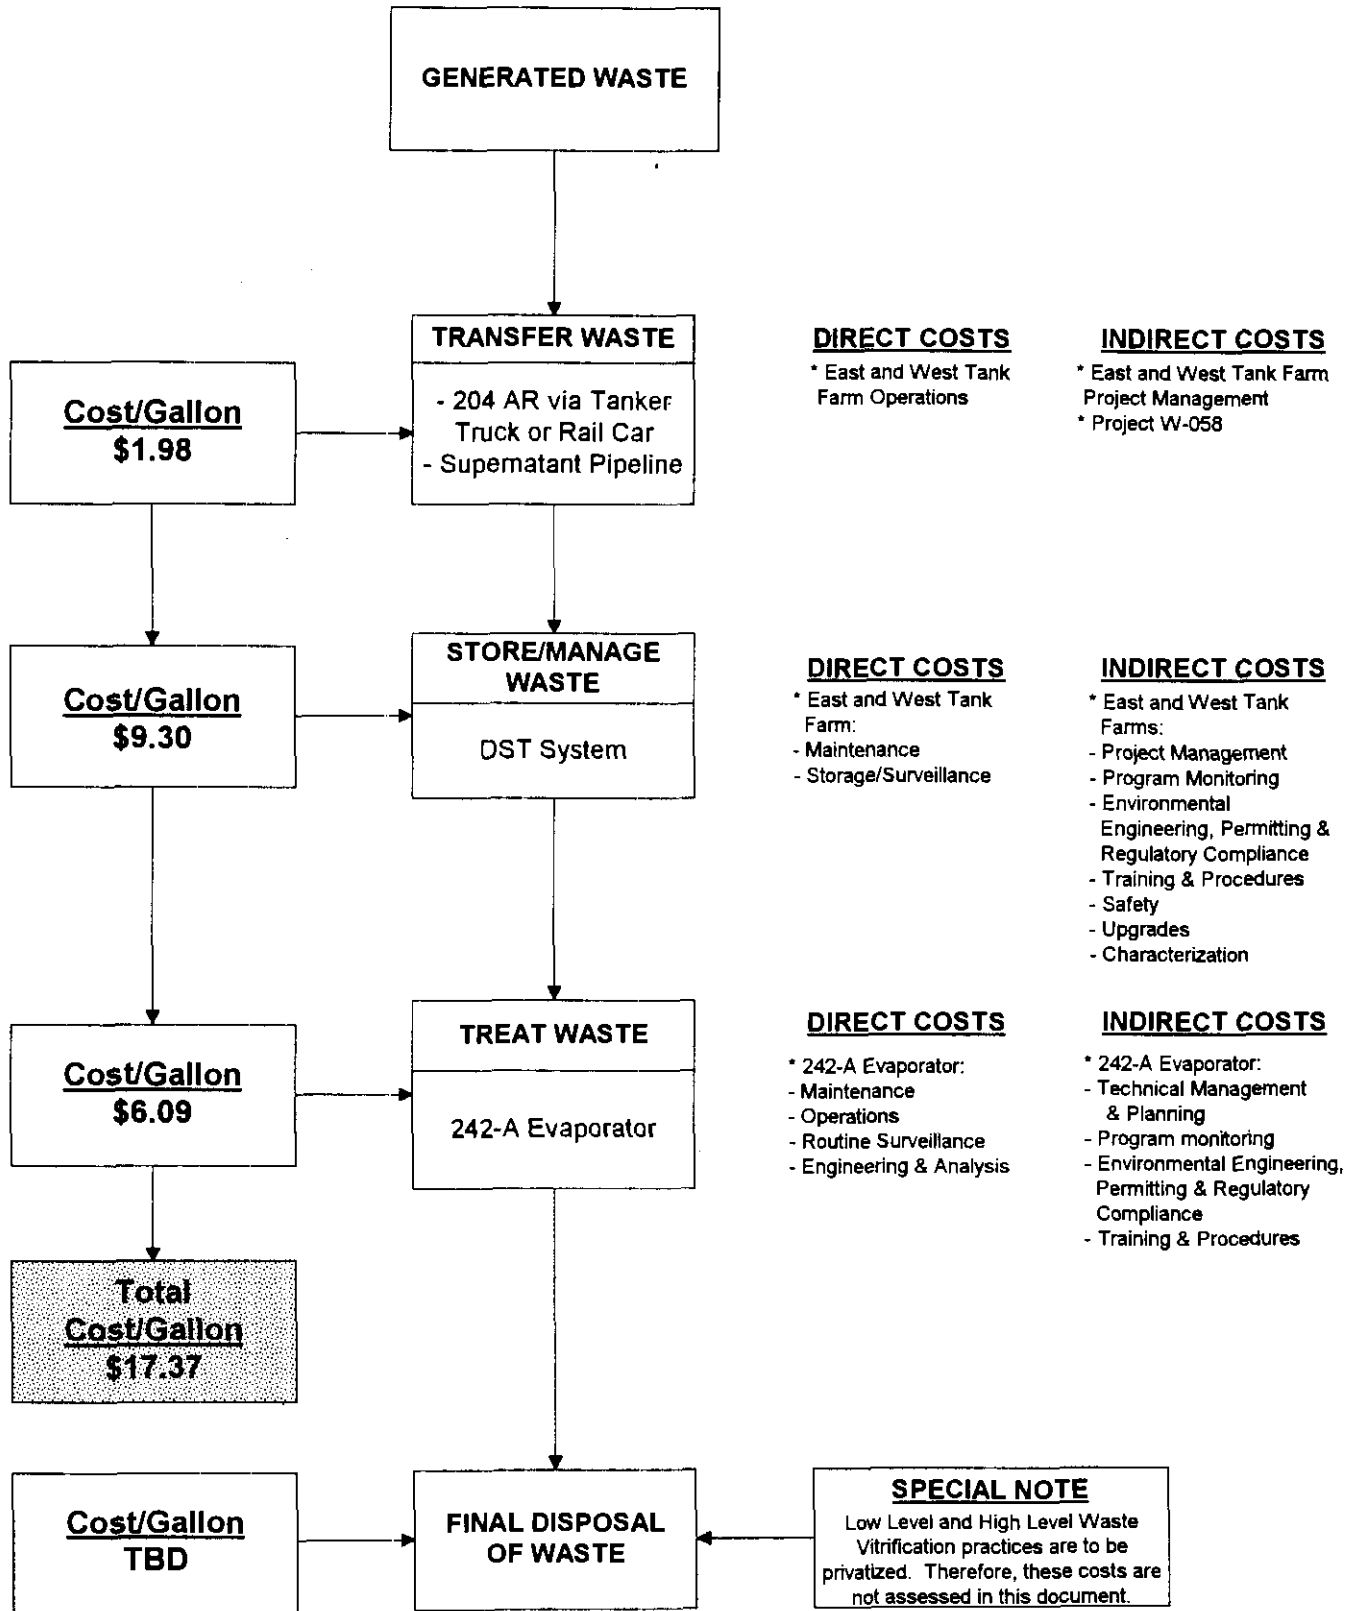 GENERATED WASTE
TRANSFER WASTE
- 204 AR via Tanker
Truck or Rail Car
- Supernatant Pipeline
Cost/Gallon
$1.98
DIRECT COSTS
* East and West Tank
Farm Operations
INDIRECT COSTS
* East and West Tank Farm
Project Management
* Project W-058
Cost/Gallon
$9.30
STORE/MANAGE
WASTE
DST System
DIRECT COSTS
* East and West Tank
Farm:
- Maintenance
- Storage/Surveillance
INDIRECT COSTS
* East and West Tank
Farms:
- Project Management
- Program Monitoring
- Environmental
Engineering, Permitting &
Regulatory Compliance
- Training & Procedures
- Safety
- Upgrades
- Characterization
Cost/Gallon
$6.09
TREAT WASTE
242-A Evaporator
DIRECT COSTS
* 242-A Evaporator:
- Maintenance
- Operations
- Routine Surveillance
- Engineering & Analysis
INDIRECT COSTS
* 242-A Evaporator:
- Technical Management
& Planning
- Program monitoring
- Environmental Engineering,
Permitting & Regulatory
Compliance
- Training & Procedures
Total
Cost/Gallon
$17.37
Cost/Gallon
TBD
FINAL DISPOSAL
OF WASTE
SPECIAL NOTE
Low Level and High Level Waste
Vitrification practices are to be
privatized. Therefore, these costs are
not assessed in this document.